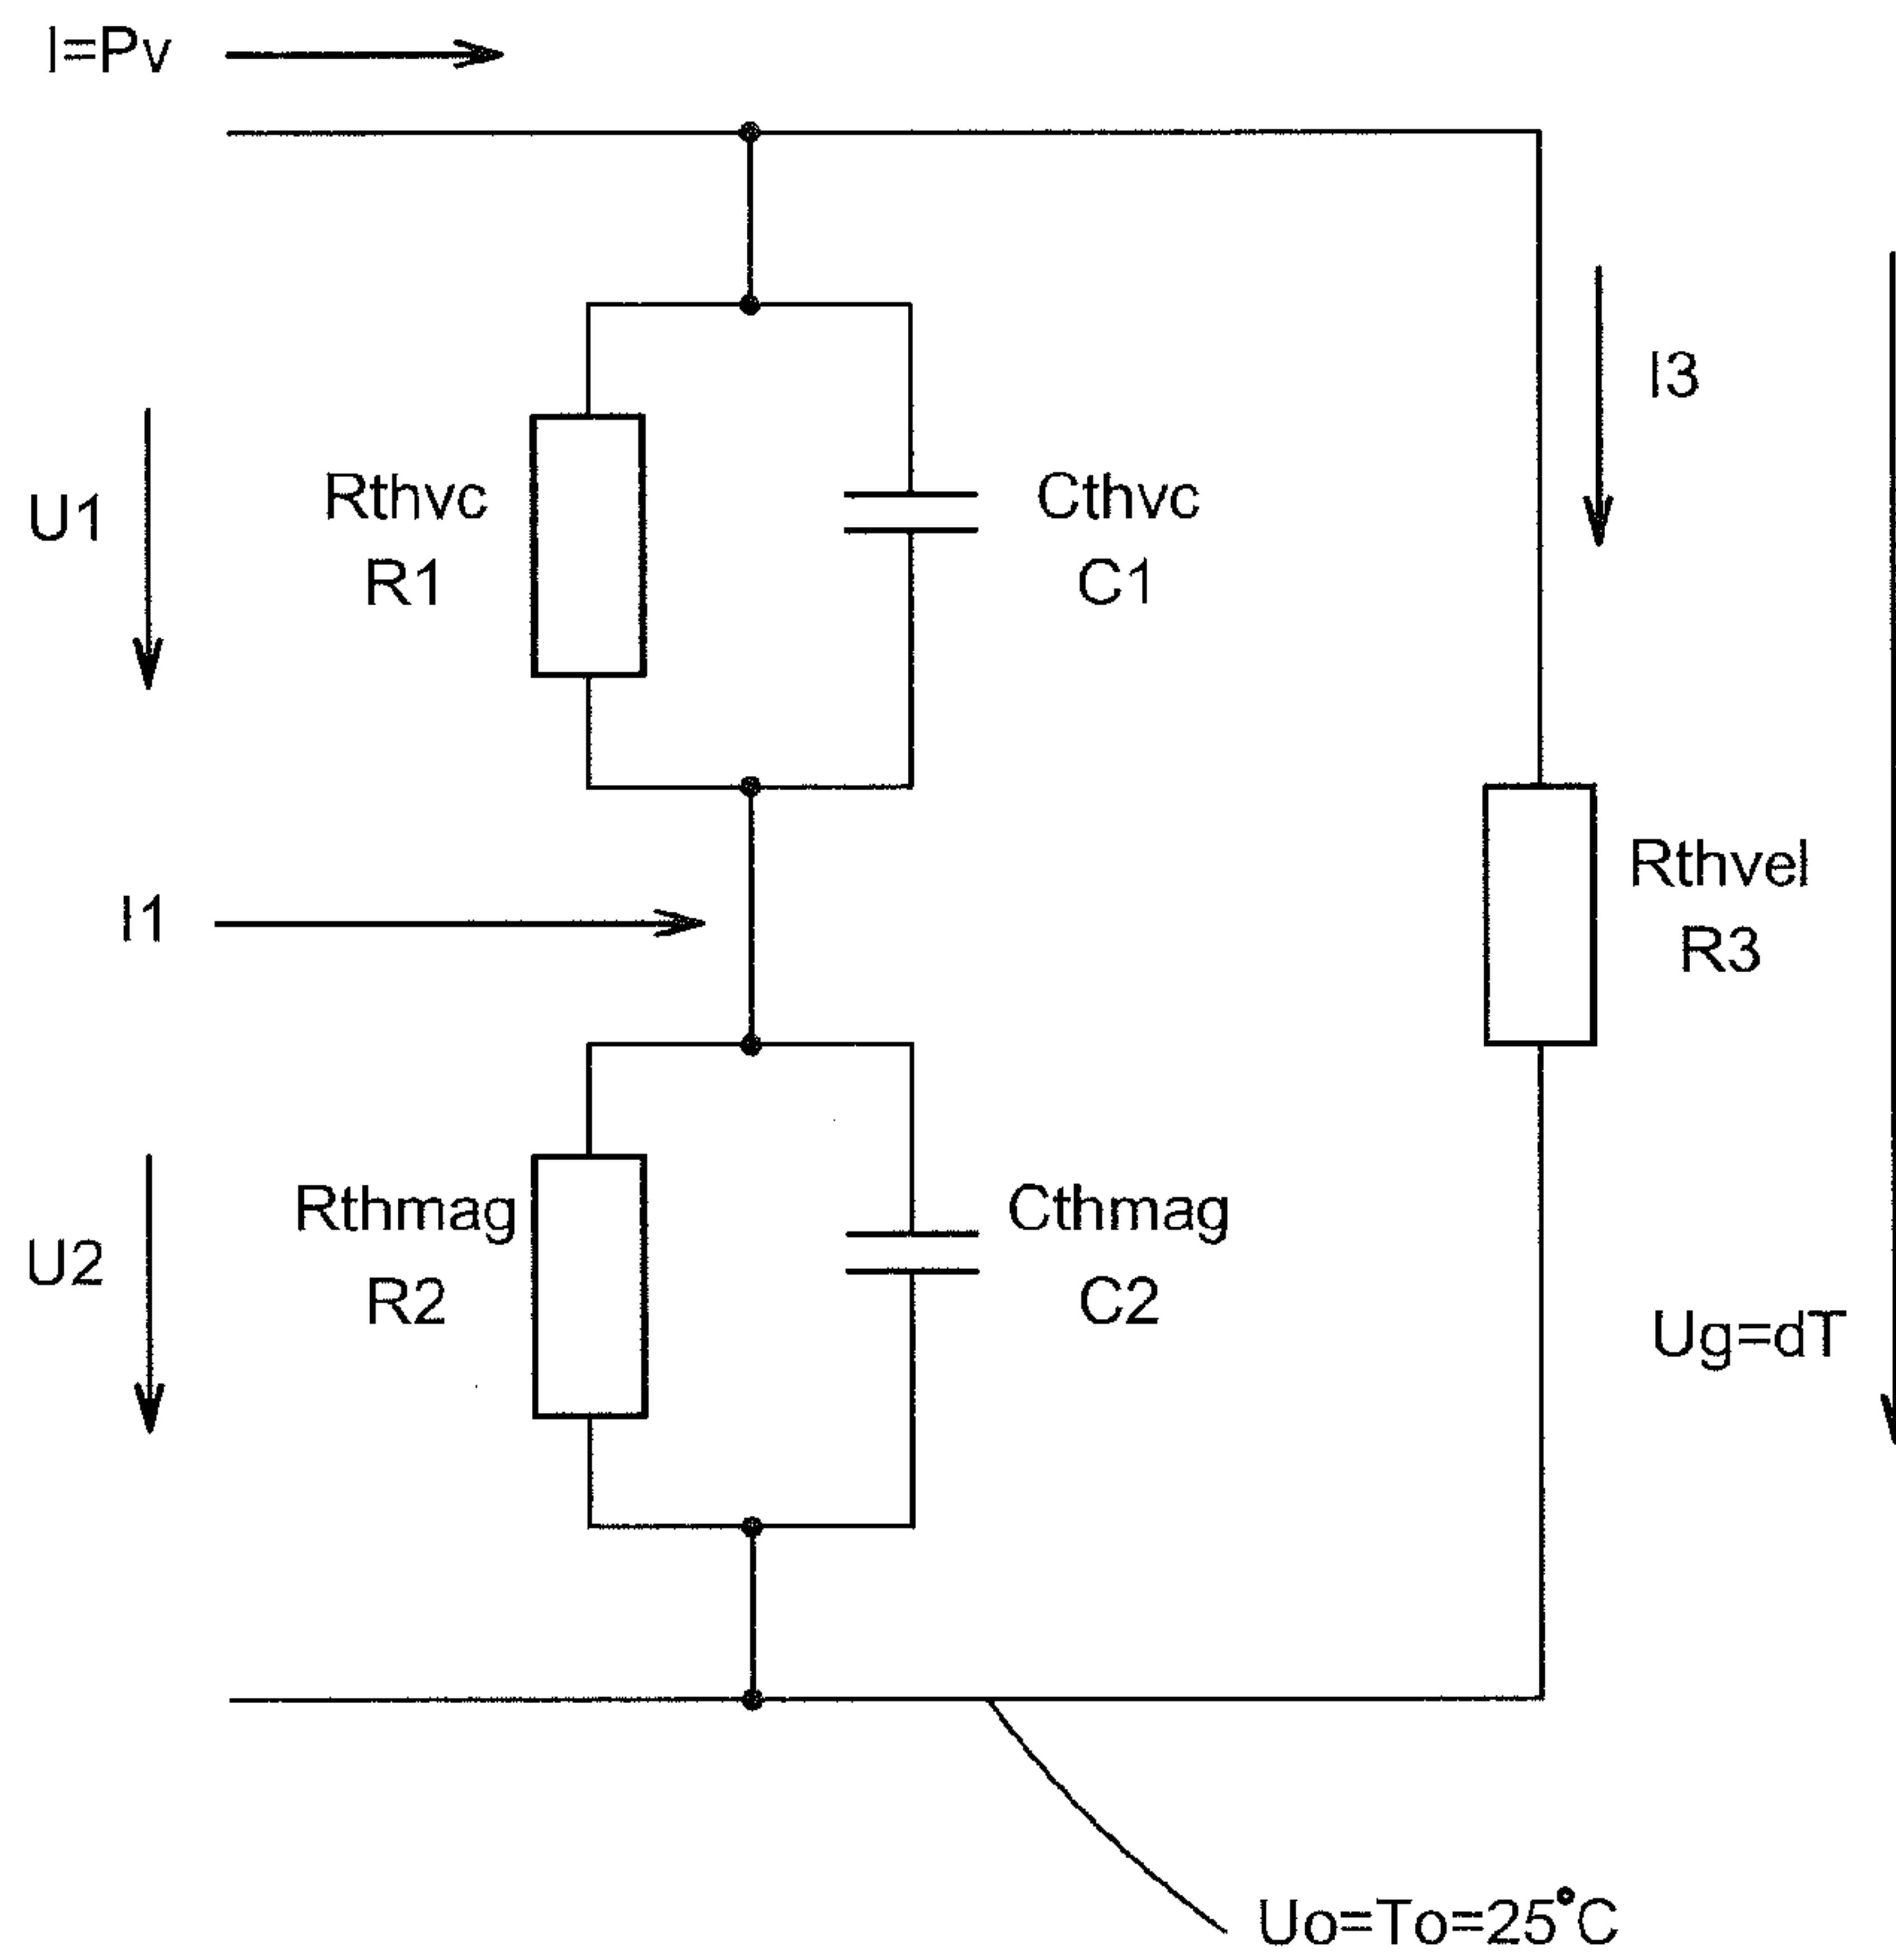 I=Pv
I3
U1
Rthvc
R1
Cthvc
C1
I1
Rthvel
R3
U2
Rthmag
R2
Cthmag
C2
Ug=dT
Uo=To=25°C